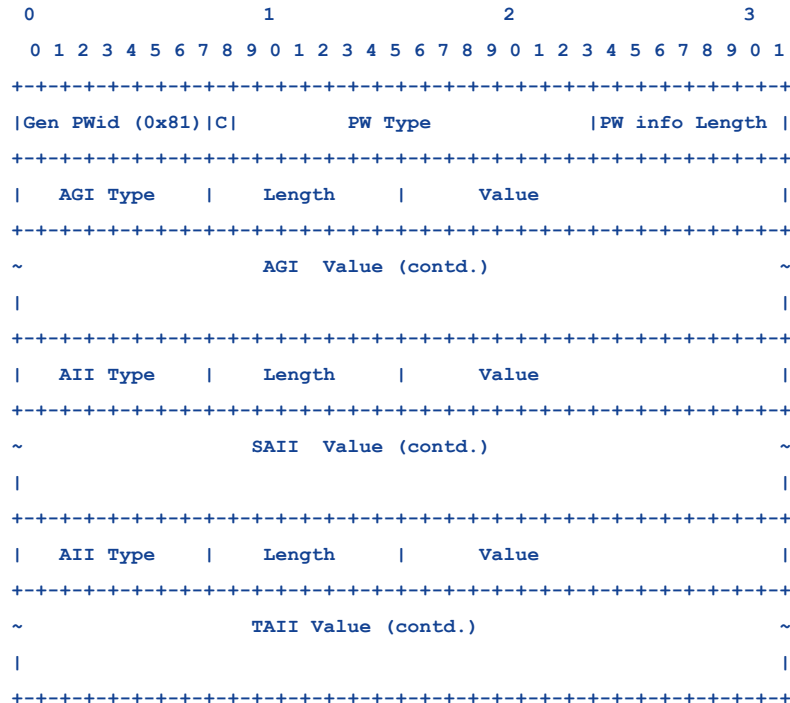 0                   1                   2                   3
  0 1 2 3 4 5 6 7 8 9 0 1 2 3 4 5 6 7 8 9 0 1 2 3 4 5 6 7 8 9 0 1
+-+-+-+-+-+-+-+-+-+-+-+-+-+-+-+-+-+-+-+-+-+-+-+-+-+-+-+-+-+-+-+-+
|Gen PWid (0x81)|C|         PW Type             |PW info Length |
+-+-+-+-+-+-+-+-+-+-+-+-+-+-+-+-+-+-+-+-+-+-+-+-+-+-+-+-+-+-+-+-+
|   AGI Type    |    Length     |      Value                    |
+-+-+-+-+-+-+-+-+-+-+-+-+-+-+-+-+-+-+-+-+-+-+-+-+-+-+-+-+-+-+-+-+
~                    AGI  Value (contd.)                        ~
|                                                               |
+-+-+-+-+-+-+-+-+-+-+-+-+-+-+-+-+-+-+-+-+-+-+-+-+-+-+-+-+-+-+-+-+
|   AII Type    |    Length     |      Value                    |
+-+-+-+-+-+-+-+-+-+-+-+-+-+-+-+-+-+-+-+-+-+-+-+-+-+-+-+-+-+-+-+-+
~                   SAII  Value (contd.)                        ~
|                                                               |
+-+-+-+-+-+-+-+-+-+-+-+-+-+-+-+-+-+-+-+-+-+-+-+-+-+-+-+-+-+-+-+-+
|   AII Type    |    Length     |      Value                    |
+-+-+-+-+-+-+-+-+-+-+-+-+-+-+-+-+-+-+-+-+-+-+-+-+-+-+-+-+-+-+-+-+
~                   TAII Value (contd.)                         ~
|                                                               |
+-+-+-+-+-+-+-+-+-+-+-+-+-+-+-+-+-+-+-+-+-+-+-+-+-+-+-+-+-+-+-+-+